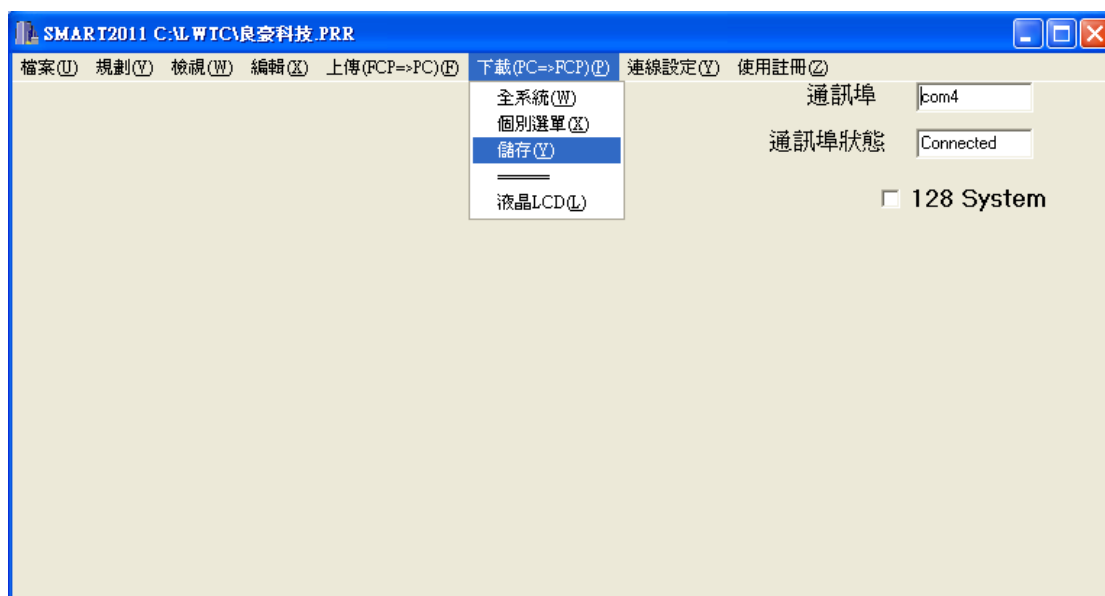 SMART2011 C:\LWTC\良豪科技.PRR
檔案(U) 規劃(V) 檢視(W) 編輯(X) 上傳(FCP=>PC)(F) 下載(PC=>FCP)(P) 連線設定(Y) 使用註冊(Z)
全系統(W)
個別選單(X)
儲存(Y)
液晶LCD(L)
通訊埠 com4
通訊埠狀態 Connected
128 System